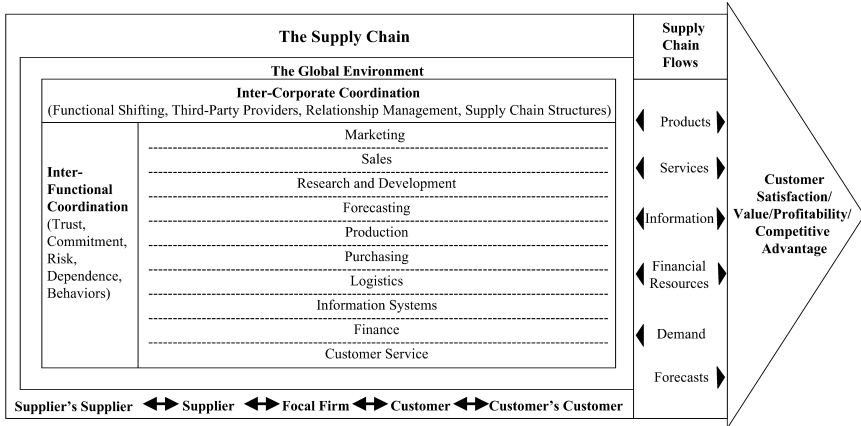 The Supply Chain
Supply
Chain
Flows
The Global Environment
Inter-Corporate Coordination
(Functional Shifting, Third-Party Providers, Relationship Management, Supply Chain Structures)
Inter-
Functional
Coordination
(Trust,
Commitment,
Risk,
Dependence,
Behaviors)
Marketing
Sales
Research and Development
Forecasting
Production
Purchasing
Logistics
Information Systems
Finance
Customer Service
Products
Services
Information
Financial
Resources
Demand
Forecasts
Customer
Satisfaction/
Value/Profitability/
Competitive
Advantage
Supplier’s Supplier Supplier Focal Firm Customer Customer’s Customer